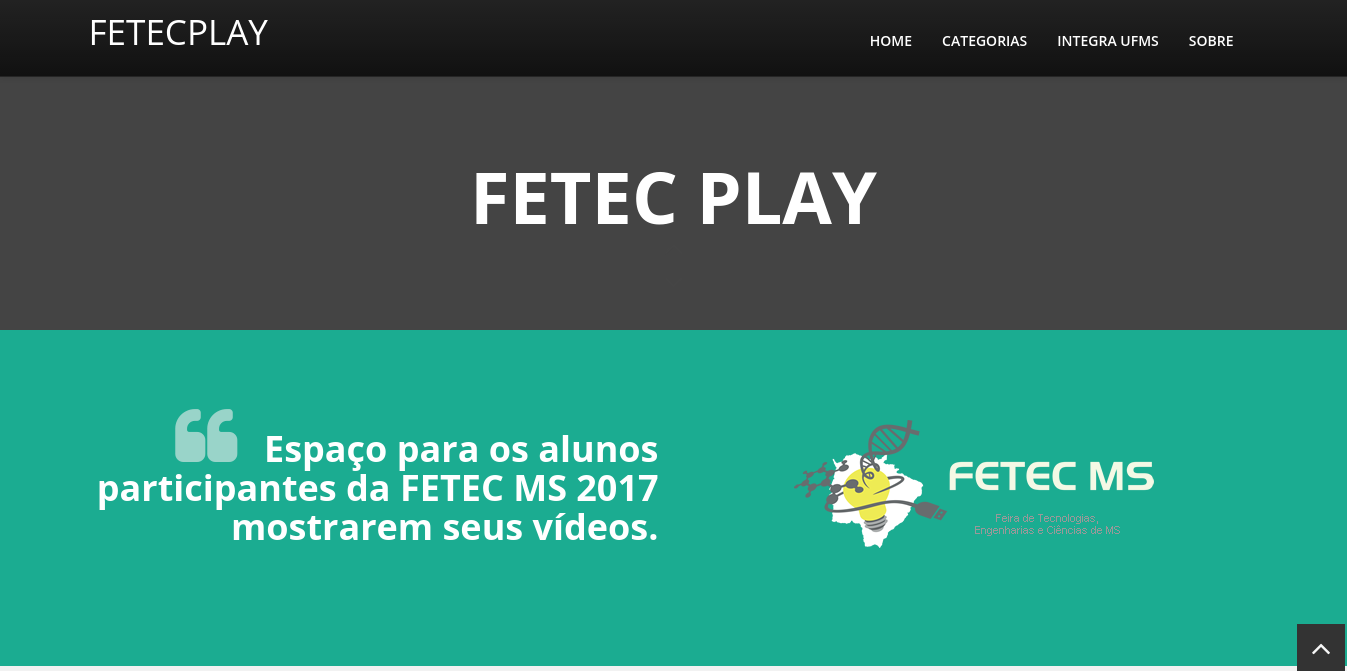 FETECPLAY
HOME CATEGORIAS INTEGRA UFMS SOBRE
FETEC PLAY
Espaço para os alunos
participantes da FETEC MS 2017
mostrarem seus vídeos.
FETEC MS
Feira de Tecnologias,
Engenharias e Ciências de MS